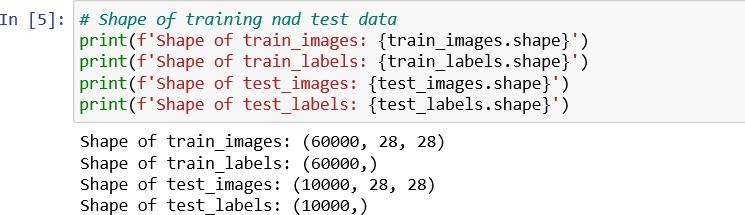 In [5]: # Shape of training nad test data
print(f'Shape of train_images: {train_images.shape}')
print(f'Shape of train_labels: {train_labels.shape}')
print(f'Shape of test_images: {test_images.shape}')
print(f'Shape of test_labels: {test_labels.shape}')
Shape of train_images: (60000, 28, 28)
Shape of train_labels: (60000,)
Shape of test_images: (10000, 28, 28)
Shape of test_labels: (10000,)